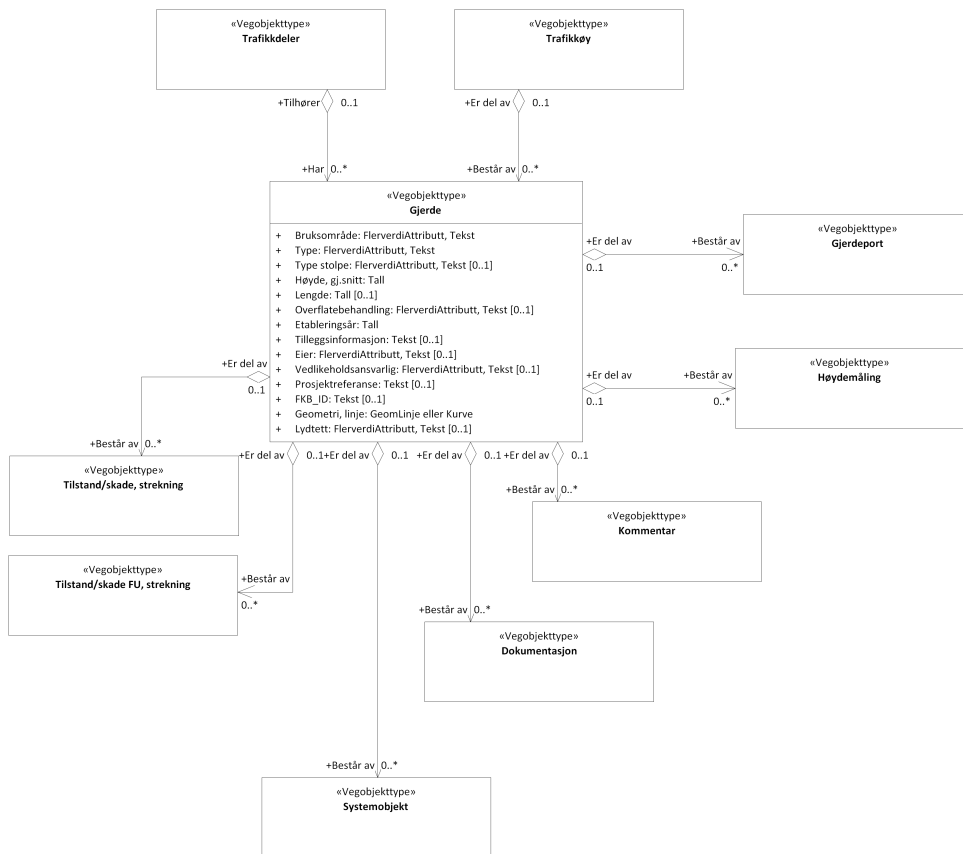 «Vegobjekttype»
Trafikkdeler
«Vegobjekttype»
Trafikkøy
+Tilhører 0..1
+Er del av 0..1
+Har 0..*
+Består av 0..*
«Vegobjekttype»
Gjerde
+ Bruksområde: FlerverdiAttributt, Tekst
+ Type: FlerverdiAttributt, Tekst
+ Type stolpe: FlerverdiAttributt, Tekst [0..1]
+ Høyde, gj.snitt: Tall
+ Lengde: Tall [0..1]
+ Overflatebehandling: FlerverdiAttributt, Tekst [0..1]
+ Etableringsår: Tall
+ Tilleggsinformasjon: Tekst [0..1]
+ Eier: FlerverdiAttributt, Tekst [0..1]
+ Vedlikeholdsansvarlig: FlerverdiAttributt, Tekst [0..1]
+ Prosjektreferanse: Tekst [0..1]
+ FKB_ID: Tekst [0..1]
+ Geometri, linje: GeomLinje eller Kurve
+ Lydtett: FlerverdiAttributt, Tekst [0..1]
+Er del av +Består av
0..1 0..*
«Vegobjekttype»
Gjerdeport
+Er del av +Består av
0..1 0..*
«Vegobjekttype»
Høydemåling
+Er del av
0..1
+Består av 0..*
«Vegobjekttype»
Tilstand/skade, strekning
+Er del av 0..1
+Er del av 0..1
+Er del av 0..1
+Er del av 0..1
+Består av 0..*
«Vegobjekttype»
Kommentar
«Vegobjekttype»
Tilstand/skade FU, strekning
+Består av
0..*
+Består av 0..*
«Vegobjekttype»
Dokumentasjon
+Består av 0..*
«Vegobjekttype»
Systemobjekt